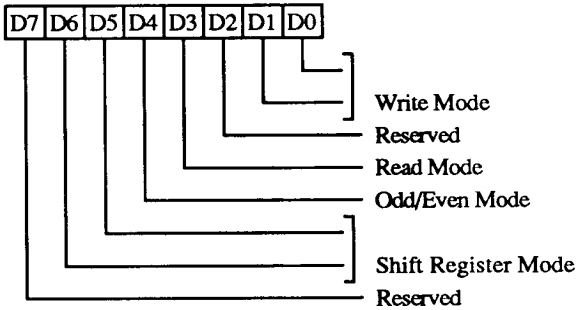 D7 D6 D5 D4 D3 D2 D1 D0
Write Mode
Reserved
Read Mode
Odd/Even Mode
Shift Register Mode
Reserved